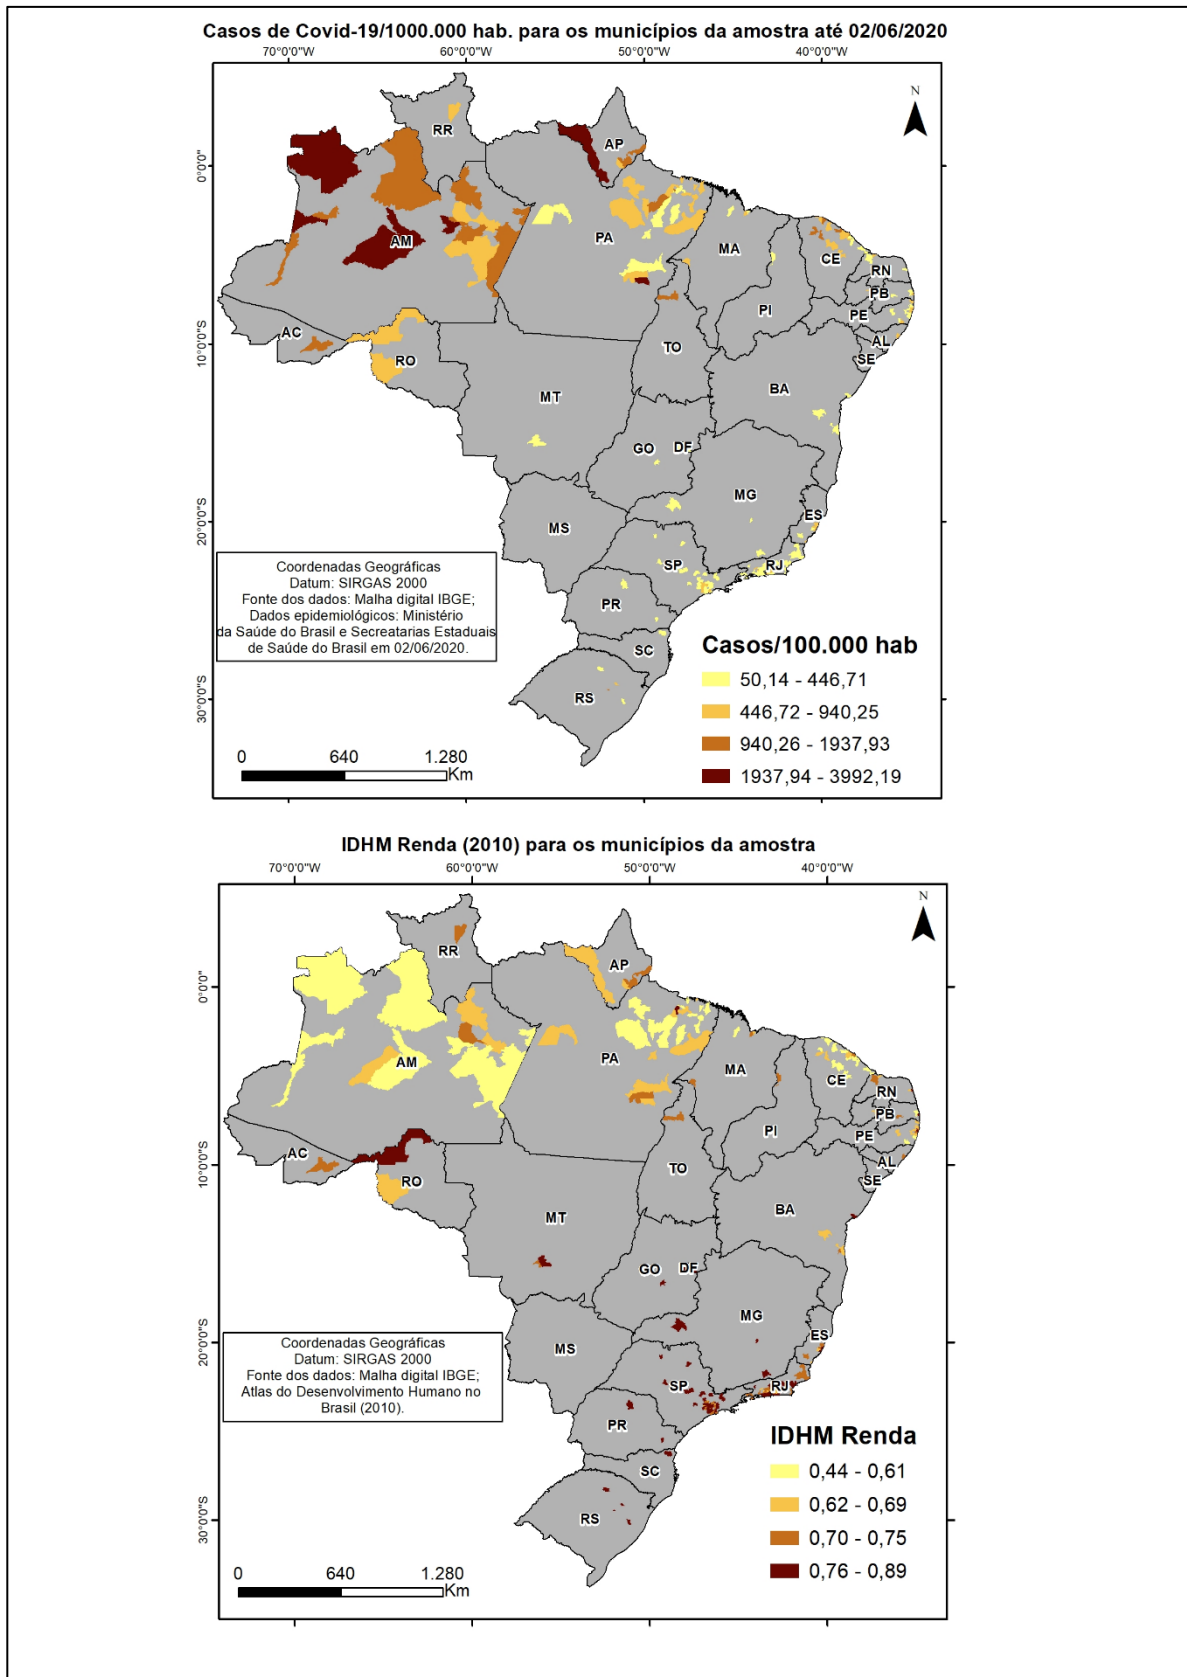 Casos de Covid-19/1000.000 hab. para os municípios da amostra até 02/06/2020
70°0'0"W 60°0'0"W 50°0'0"W 40°0'0"W
N
0°0'0"
10°0'0"S
20°0'0"S
30°0'0"S
RR
AP
AM
PA
MA
CE
RN
PB
PE
PI
AL
SE
AC
RO
TO
BA
MT
GO
DF
MG
ES
MS
SP
RJ
PR
SC
RS
Coordenadas Geográficas
Datum: SIRGAS 2000
Fonte dos dados: Malha digital IBGE;
Dados epidemiológicos: Ministério
da Saúde do Brasil e Secreatarias Estaduais
de Saúde do Brasil em 02/06/2020.
Casos/100.000 hab
50,14 - 446,71
446,72 - 940,25
940,26 - 1937,93
1937,94 - 3992,19
0 640 1.280
Km
IDHM Renda (2010) para os municípios da amostra
70°0'0"W 60°0'0"W 50°0'0"W 40°0'0"W
N
0°0'0"
10°0'0"S
20°0'0"S
30°0'0"S
RR
AP
AM
PA
MA
CE
RN
PB
PE
PI
AL
SE
AC
RO
TO
BA
MT
GO
DF
MG
ES
MS
SP
RJ
PR
SC
RS
Coordenadas Geográficas
Datum: SIRGAS 2000
Fonte dos dados: Malha digital IBGE;
Atlas do Desenvolvimento Humano no
Brasil (2010).
IDHM Renda
0,44 - 0,61
0,62 - 0,69
0,70 - 0,75
0,76 - 0,89
0 640 1.280
Km